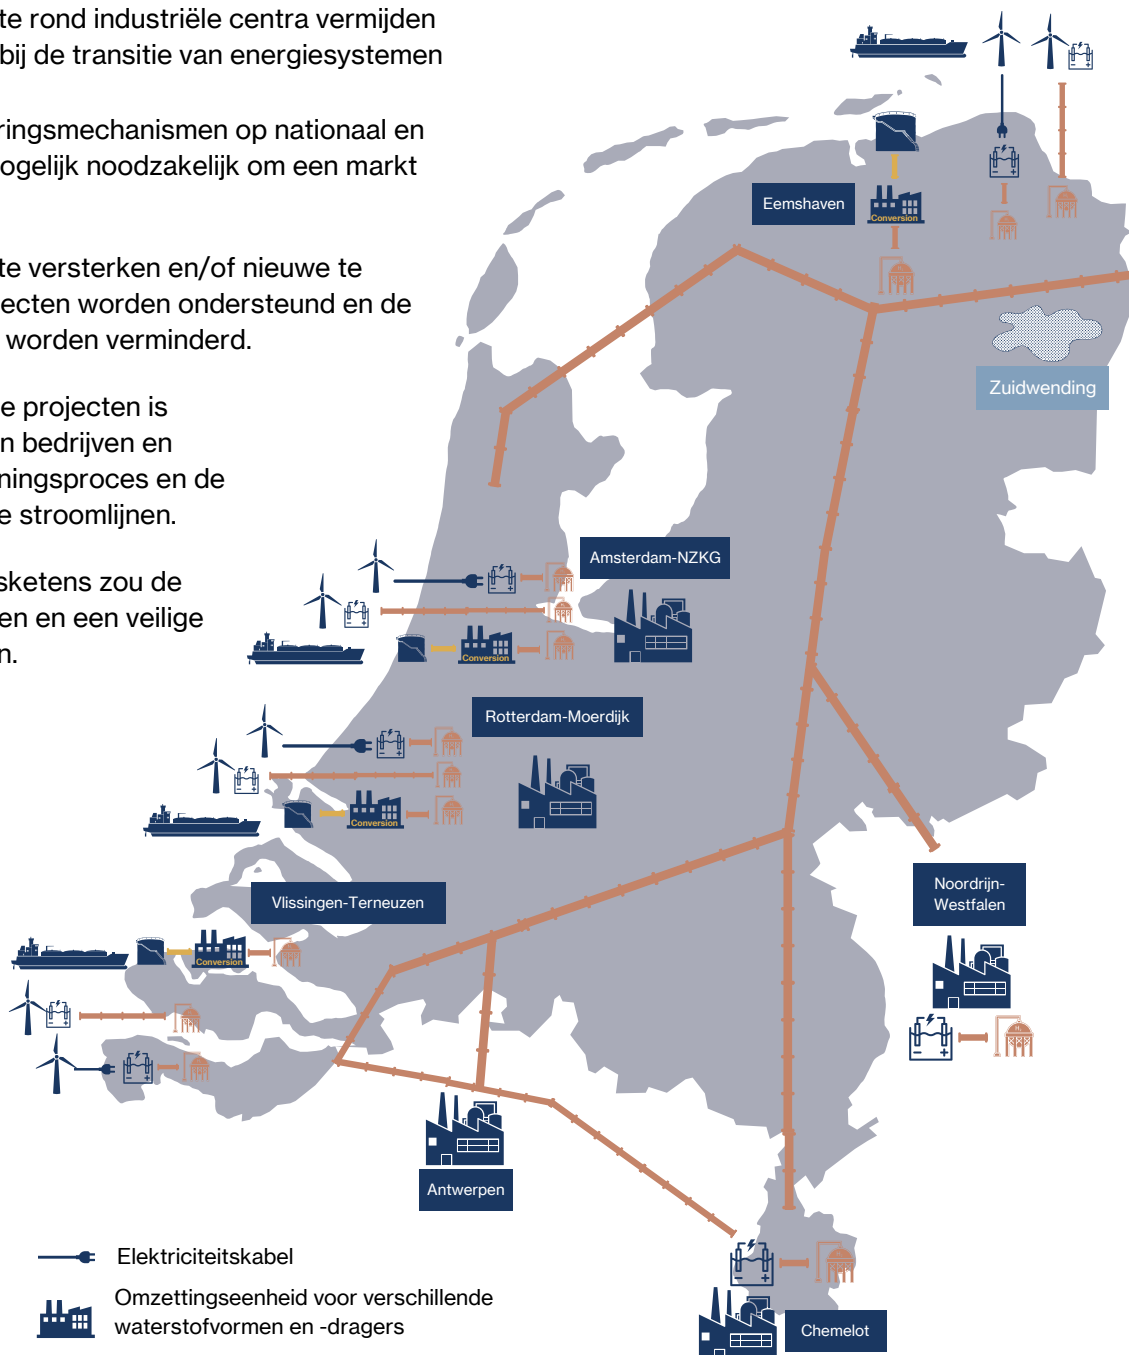 te rond industriële centra vermijden
bij de transitie van energiesystemen
ringsmechanismen op nationaal en
ogelijk noodzakelijk om een markt
te versterken en/of nieuwe te
jecten worden ondersteund en de
worden verminderd.
e projecten is
n bedrijven en
ningsproces en de
e stroomlijnen.
sketens zou de
en en een veilige
n.
Eemshaven
Conversion
Zuidwending
Amsterdam-NZKG
Conversion
Rotterdam-Moerdijk
Conversion
Vlissingen-Terneuzen
Conversion
Noordrijn-
Westfalen
Antwerpen
Chemelot
Elektriciteitskabel
Omzettingseenheid voor verschillende
waterstofvormen en -dragers